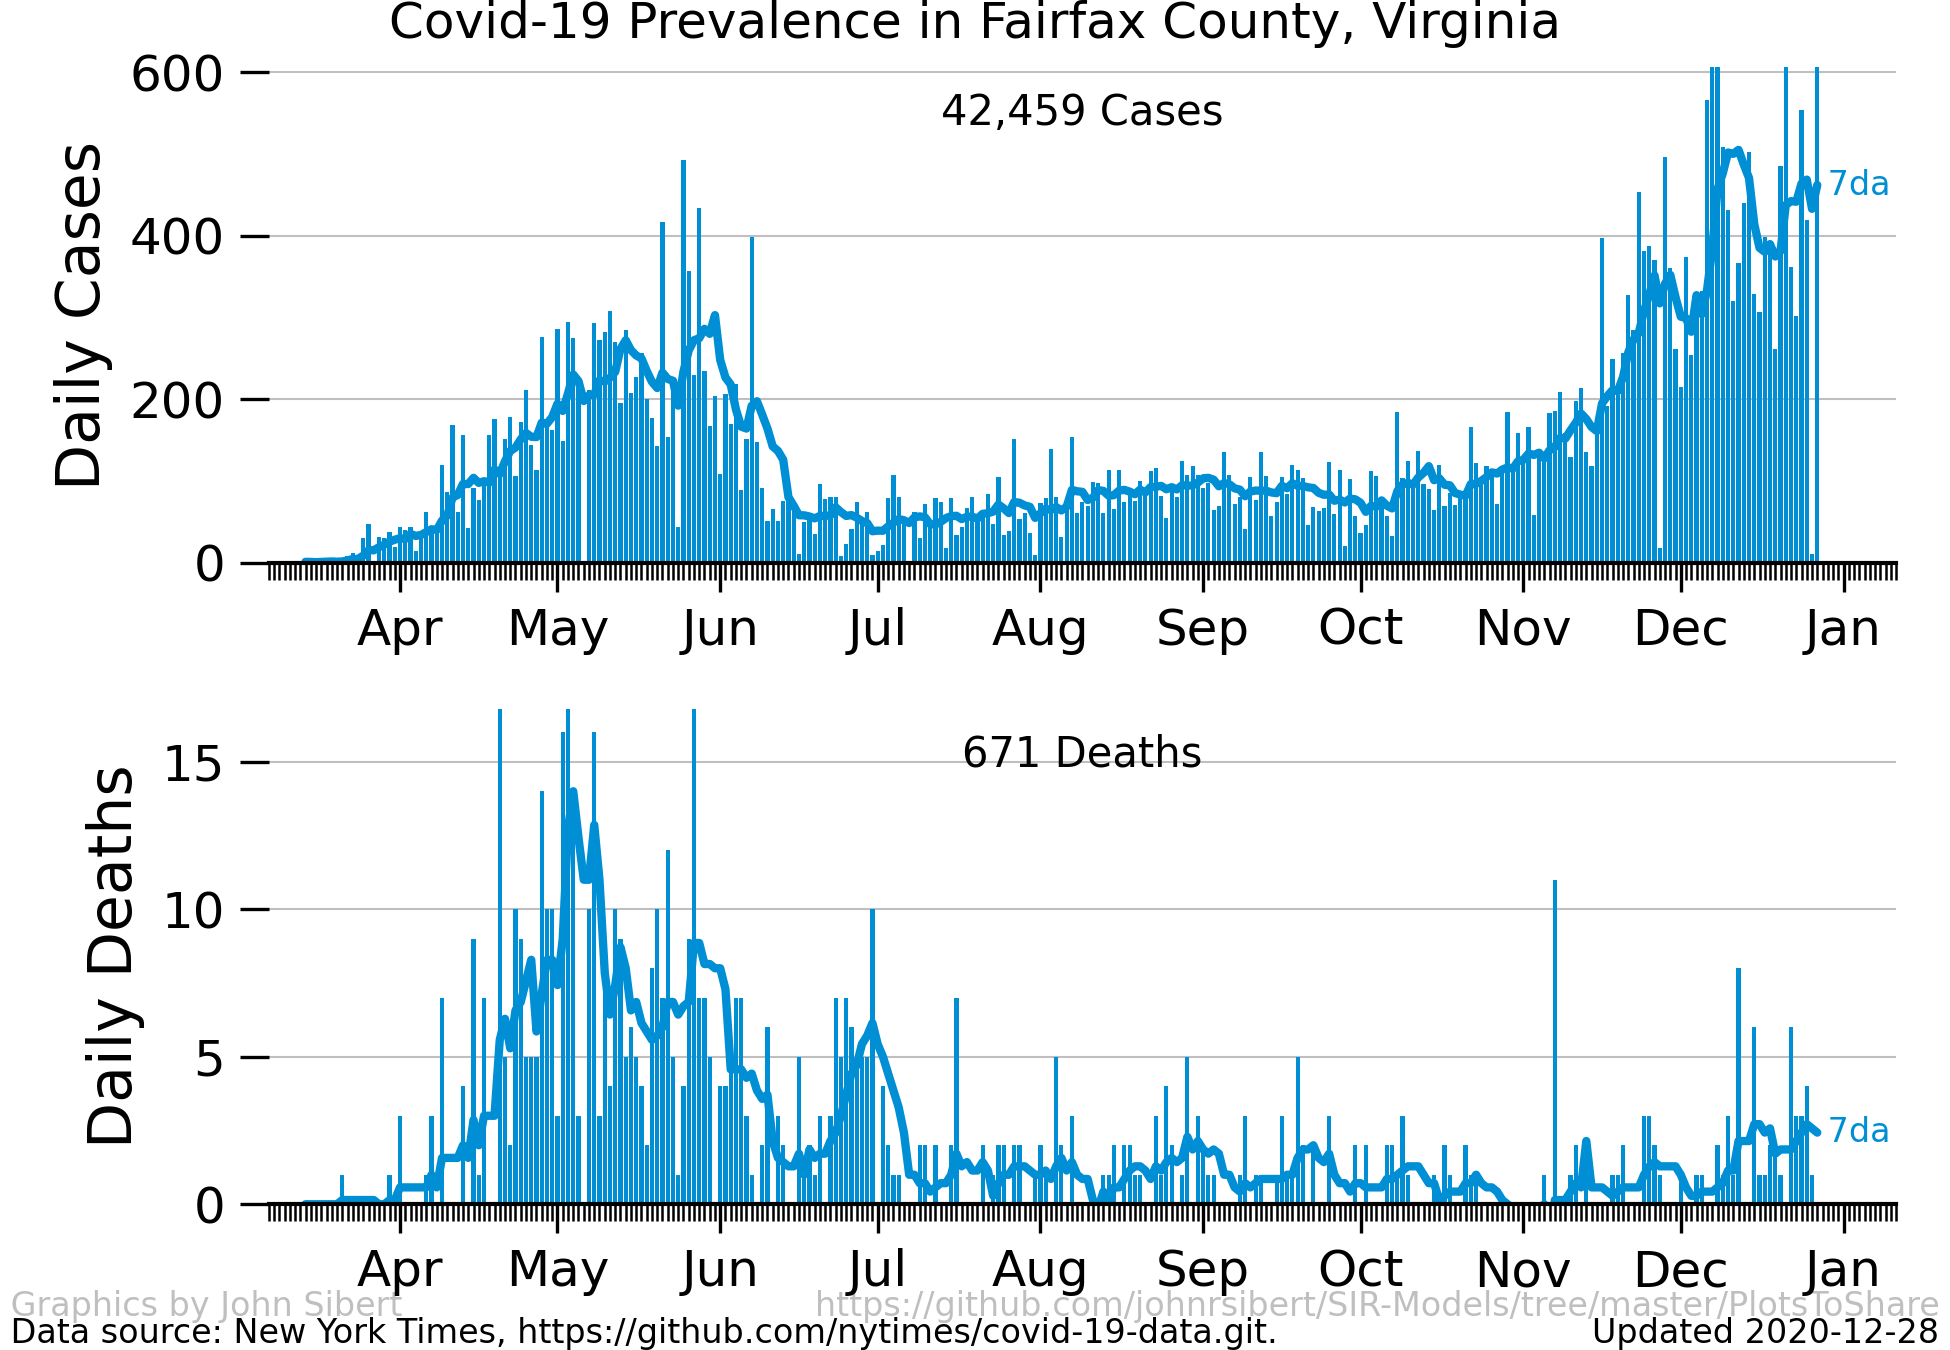 Covid-19 Prevalence in Fairfax County, Virginia
600
42,459 Cases
7da
400
200
0
Daily Cases
Apr May Jun Jul Aug Sep Oct Nov Dec Jan
671 Deaths
15
10
5
7da
0
Daily Deaths
Apr May Jun Jul Aug Sep Oct Nov Dec Jan
Graphics by John Sibert https://github.com/johnrsibert/SIR-Models/tree/master/PlotsToShare
Data source: New York Times, https://github.com/nytimes/covid-19-data.git. Updated 2020-12-28